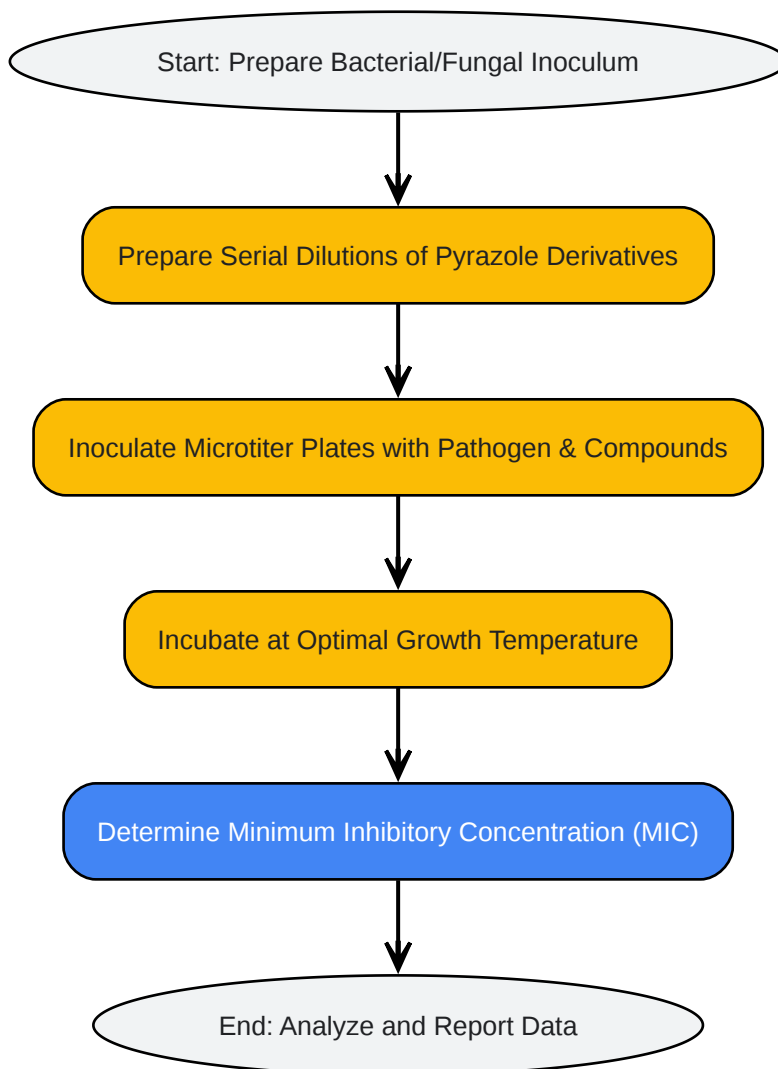 Start: Prepare Bacterial/Fungal Inoculum
Prepare Serial Dilutions of Pyrazole Derivatives
Inoculate Microtiter Plates with Pathogen & Compounds
Incubate at Optimal Growth Temperature
Determine Minimum Inhibitory Concentration (MIC)
End: Analyze and Report Data